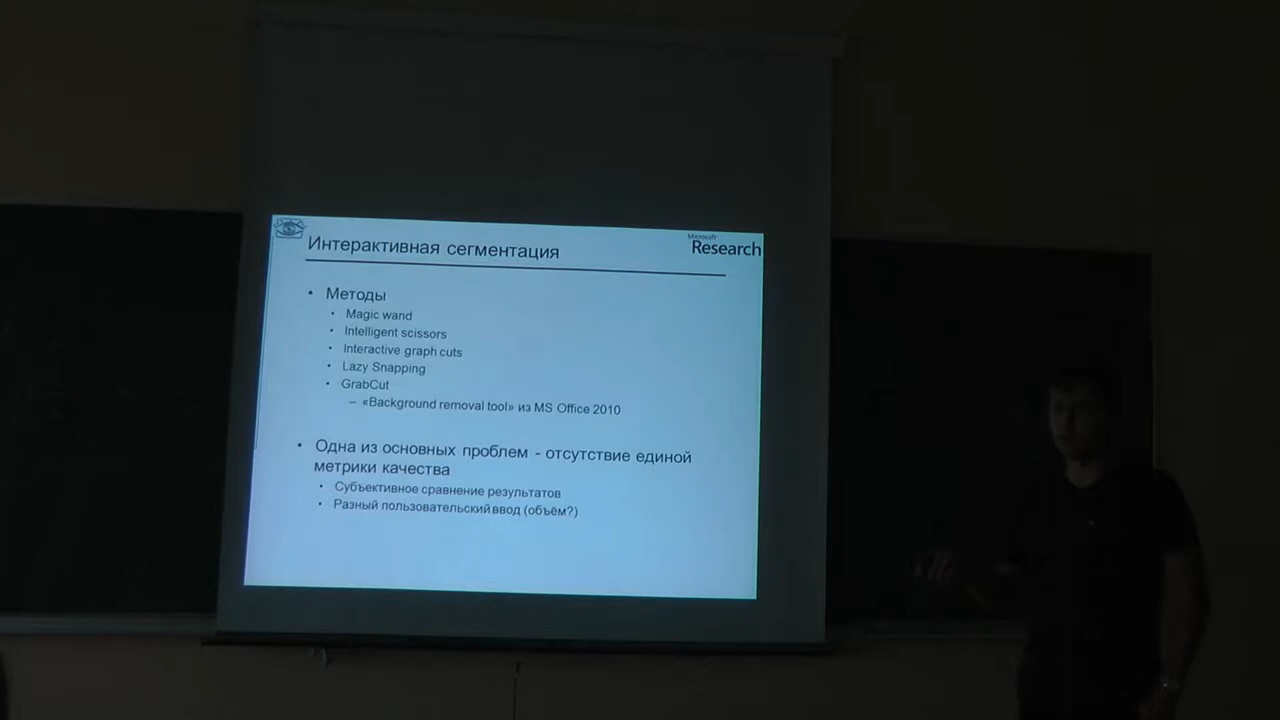 Интерактивная сегментация
Microsoft
Research
• Методы
• Magic wand
• Intelligent scissors
• Interactive graph cuts
• Lazy Snapping
• GrabCut
– «Background removal tool» из MS Office 2010
• Одна из основных проблем - отсутствие единой
метрики качества
• Субъективное сравнение результатов
• Разный пользовательский ввод (объём?)